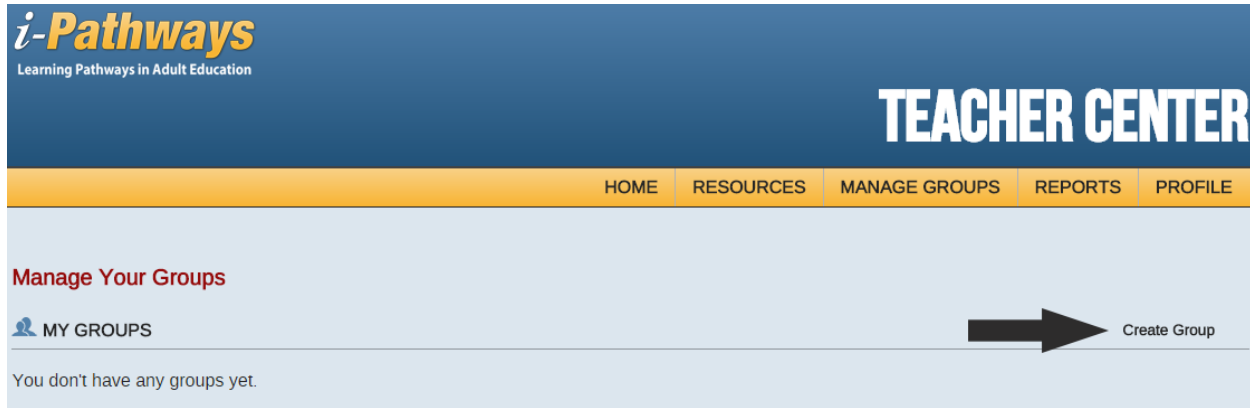 i-Pathways
Learning Pathways in Adult Education
TEACHER CENTER
HOME RESOURCES MANAGE GROUPS REPORTS PROFILE
Manage Your Groups
MY GROUPS Create Group
You don't have any groups yet.